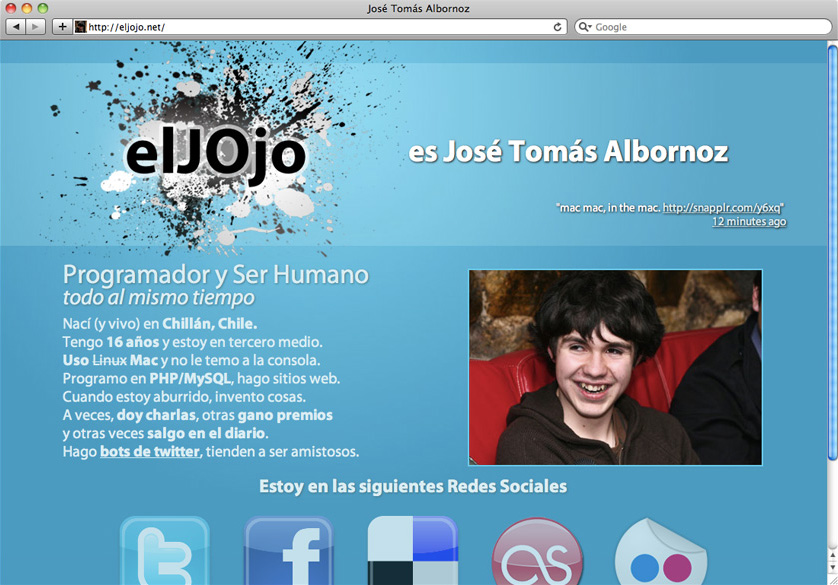 José Tomás Albornoz
http://eljojo.net/
Google
elJOjo
es José Tomás Albornoz
"mac mac, in the mac. http://snapplr.com/y6xq"
12 minutes ago
Programador y Ser Humano
todo al mismo tiempo
Nací (y vivo) en Chillán, Chile.
Tengo 16 años y estoy en tercero medio.
Uso Linux Mac y no le temo a la consola.
Programo en PHP/MySQL, hago sitios web.
Cuando estoy aburrido, invento cosas.
A veces, doy charlas, otras gano premios
y otras veces salgo en el diario.
Hago bots de twitter, tienden a ser amistosos.
Estoy en las siguientes Redes Sociales